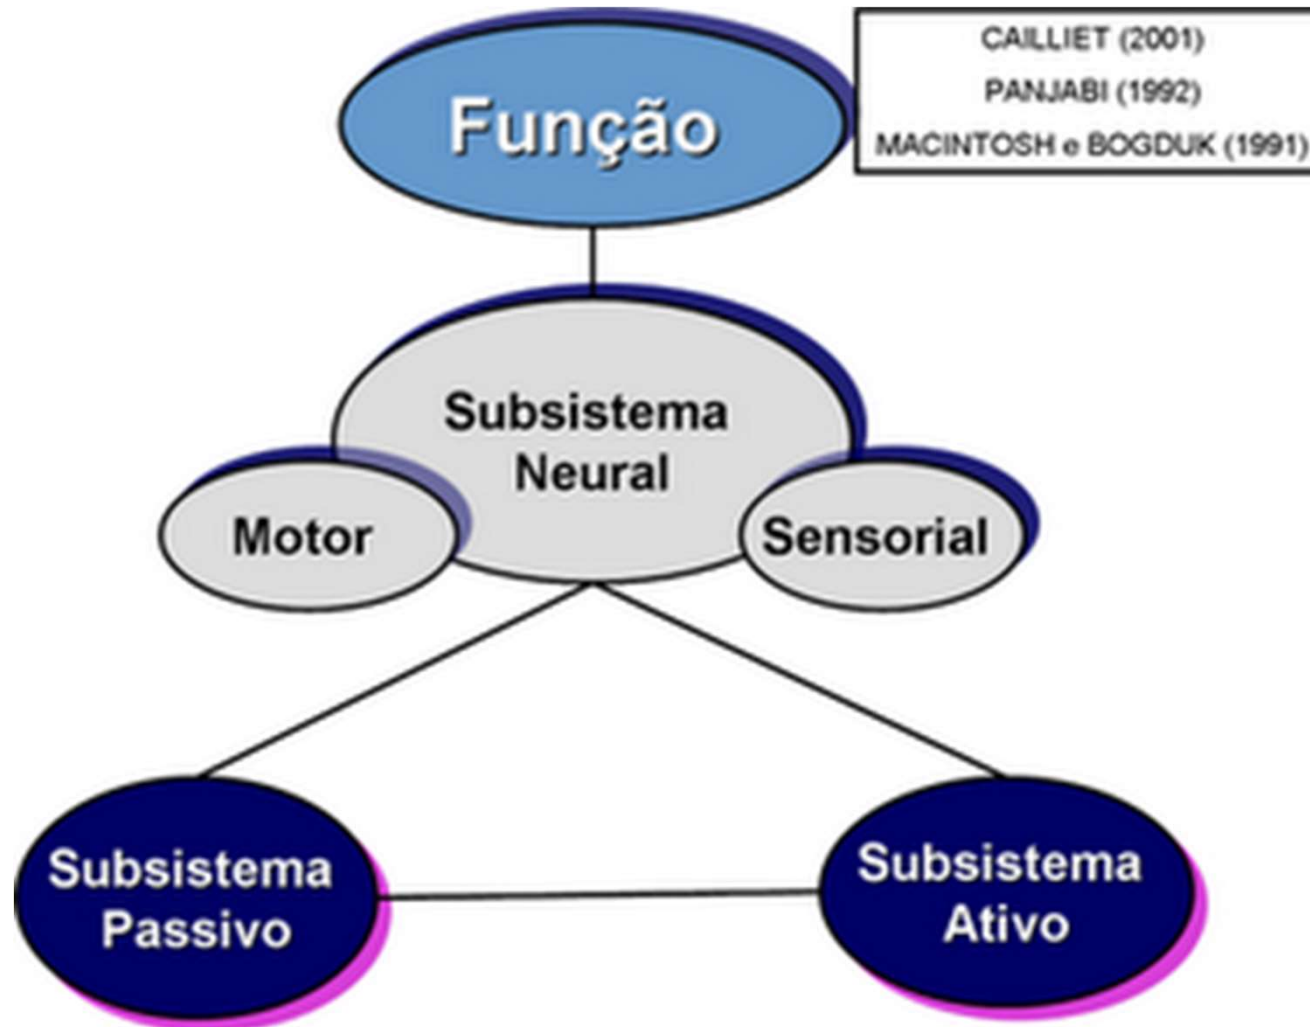 CAILLIET (2001)
PANJABI (1992)
MACINTOSH e BOGDUK (1991)
Função
Subsistema
Neural
Motor
Sensorial
Subsistema
Passivo
Subsistema
Ativo